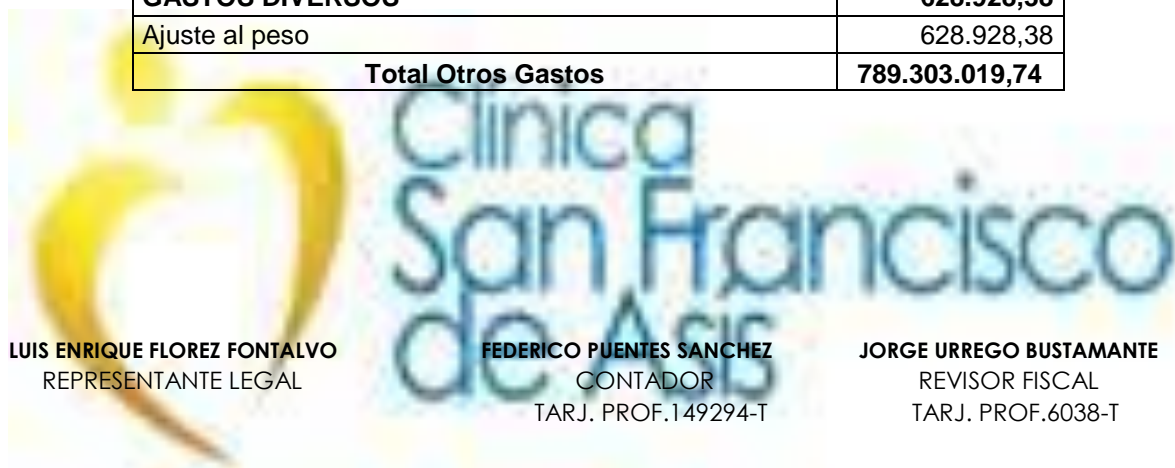 GASTOS DIVERSOS 628.928,38
Ajuste al peso 628.928,38
Total Otros Gastos 789.303.019,74
Clínica
San Francisco
de Asis
LUIS ENRIQUE FLOREZ FONTALVO FEDERICO PUENTES SANCHEZ JORGE URREGO BUSTAMANTE
REPRESENTANTE LEGAL CONTADOR REVISOR FISCAL
TARJ. PROF.149294-T TARJ. PROF.6038-T